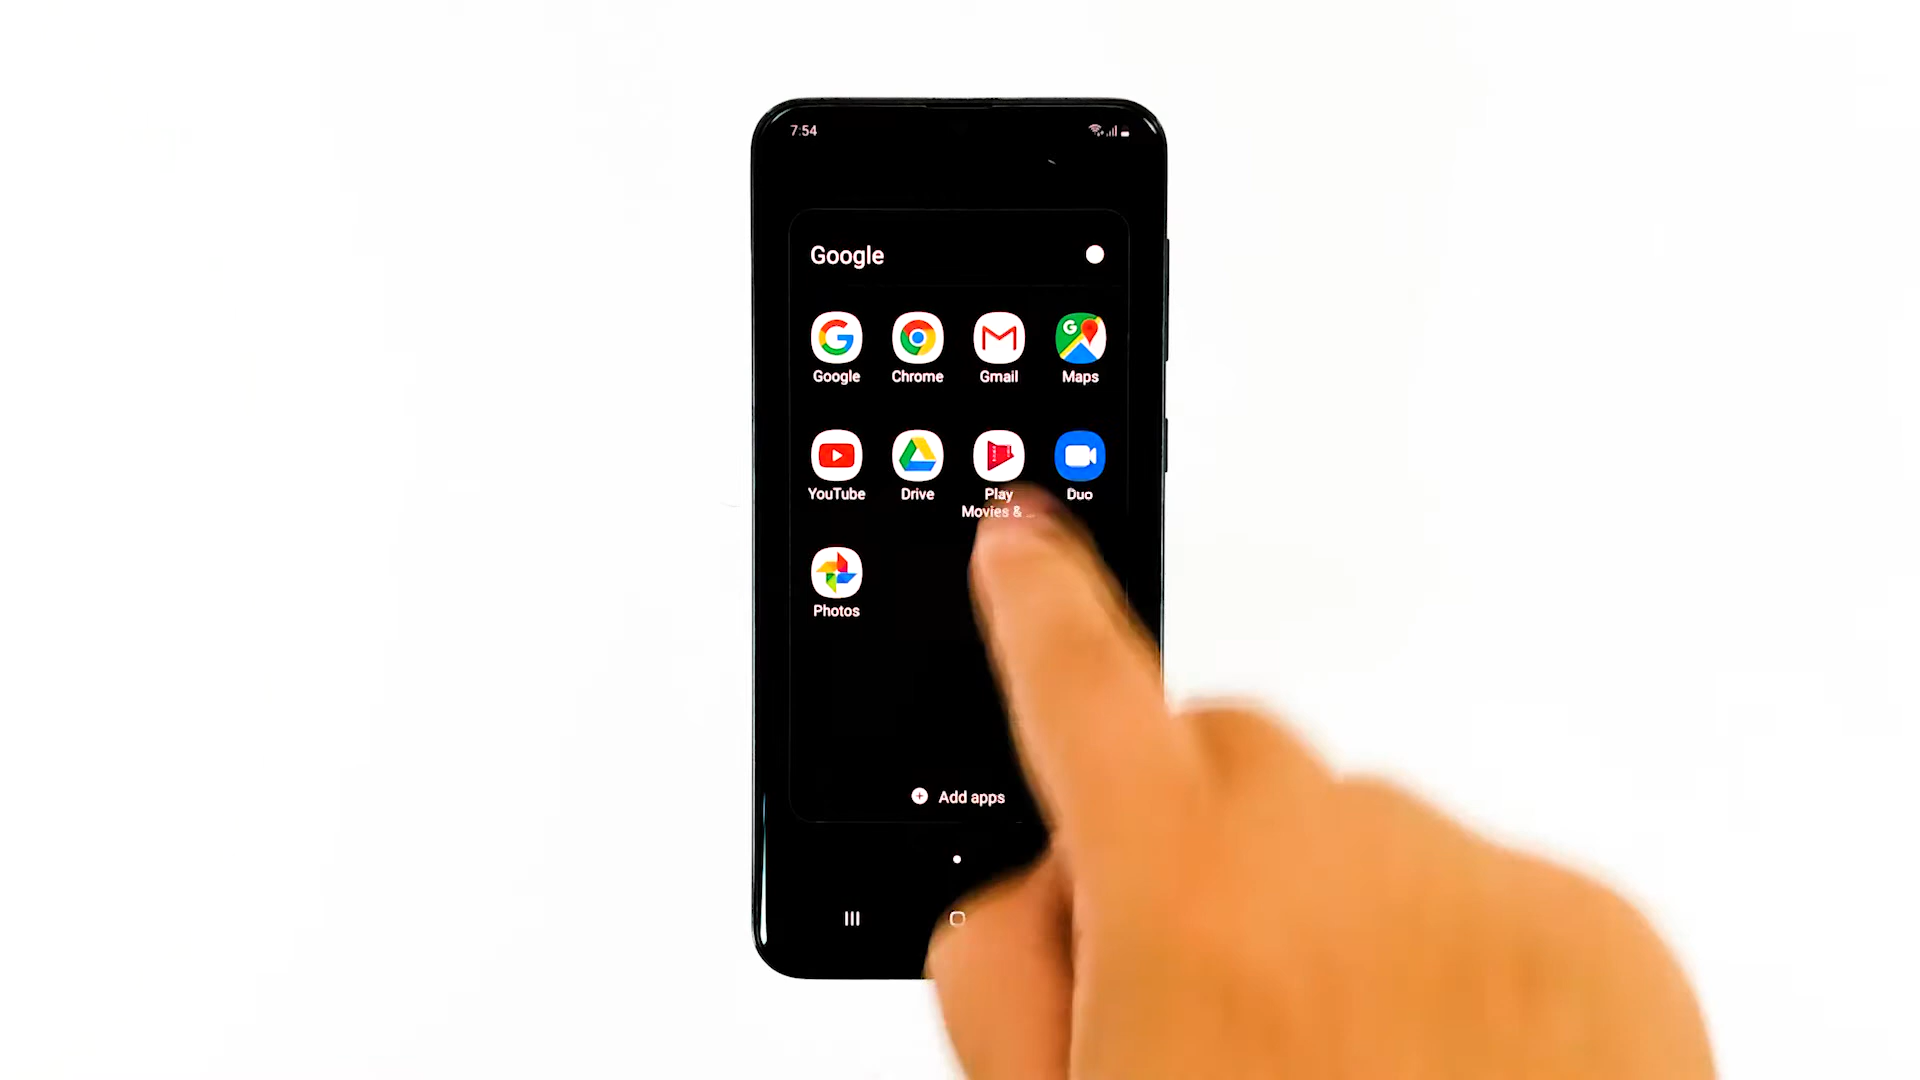 7:54
Google
Google Chrome Gmail Maps
YouTube Drive Play Duo
Movies & ...
Photos
Add apps